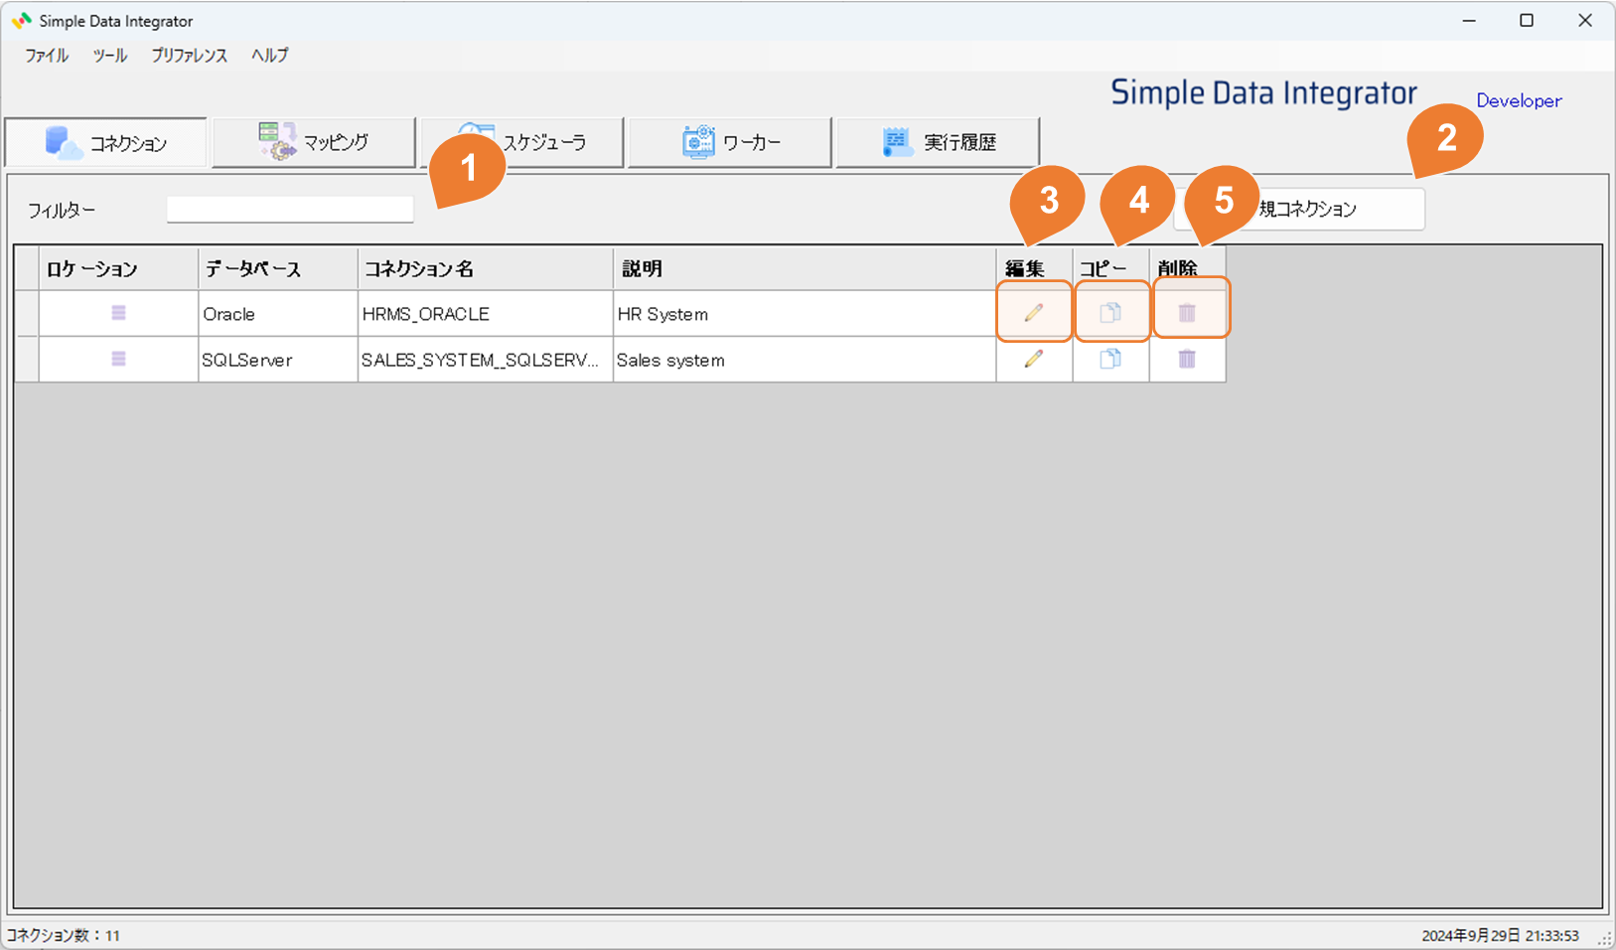 Simple Data Integrator
ファイル ツール プリファレンス ヘルプ
Simple Data Integrator
Developer
コネクション マッピング スケジューラ ワーカー 実行履歴
1 2 3 4 5
フィルター 規コネクション
ロケーション データベース コネクション名 説明 編集 コピー 削除
Oracle HRMS_ORACLE HR System
SQLServer SALES_SYSTEM_SQLSERV... Sales system
コネクション数：11 2024年9月29日 21:33:53